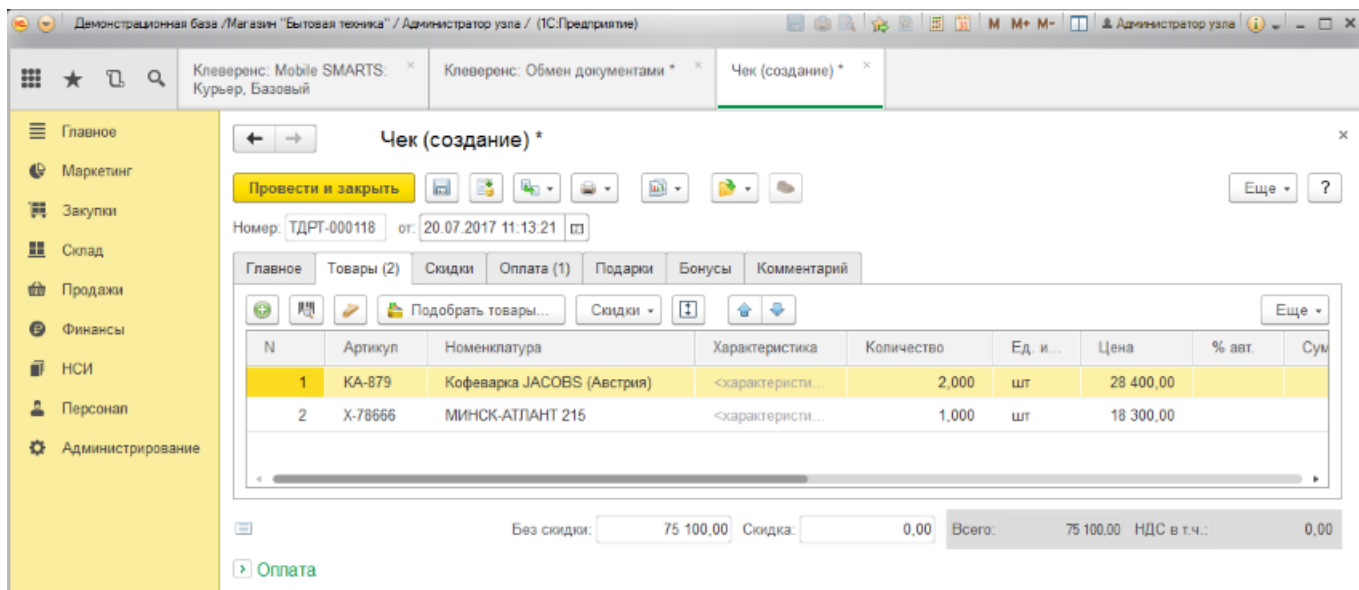 Демонстрационная база /Магазин "Бытовая техника" / Администратор узла / (1С:Предприятие)
M M+ M- Администратор узла
Клеверенс: Mobile SMARTS: Курьер, Базовый
Клеверенс: Обмен документами *
Чек (создание) *
Главное
Маркетинг
Закупки
Склад
Продажи
Финансы
НСИ
Персонал
Администрирование
Чек (создание) *
Провести и закрыть
Еще
?
Номер: ТДРТ-000118 от: 20.07.2017 11:13:21
Главное Товары (2) Скидки Оплата (1) Подарки Бонусы Комментарий
Подобрать товары... Скидки Еще
N Артикул Номенклатура Характеристика Количество Ед. и... Цена % авт. Сум
1 КА-879 Кофеварка JACOBS (Австрия) <характеристи... 2,000 шт 28 400,00
2 Х-78666 МИНСК-АТЛАНТ 215 <характеристи... 1,000 шт 18 300,00
Без скидки: 75 100,00 Скидка: 0,00 Всего: 75 100,00 НДС в т.ч.: 0,00
Оплата